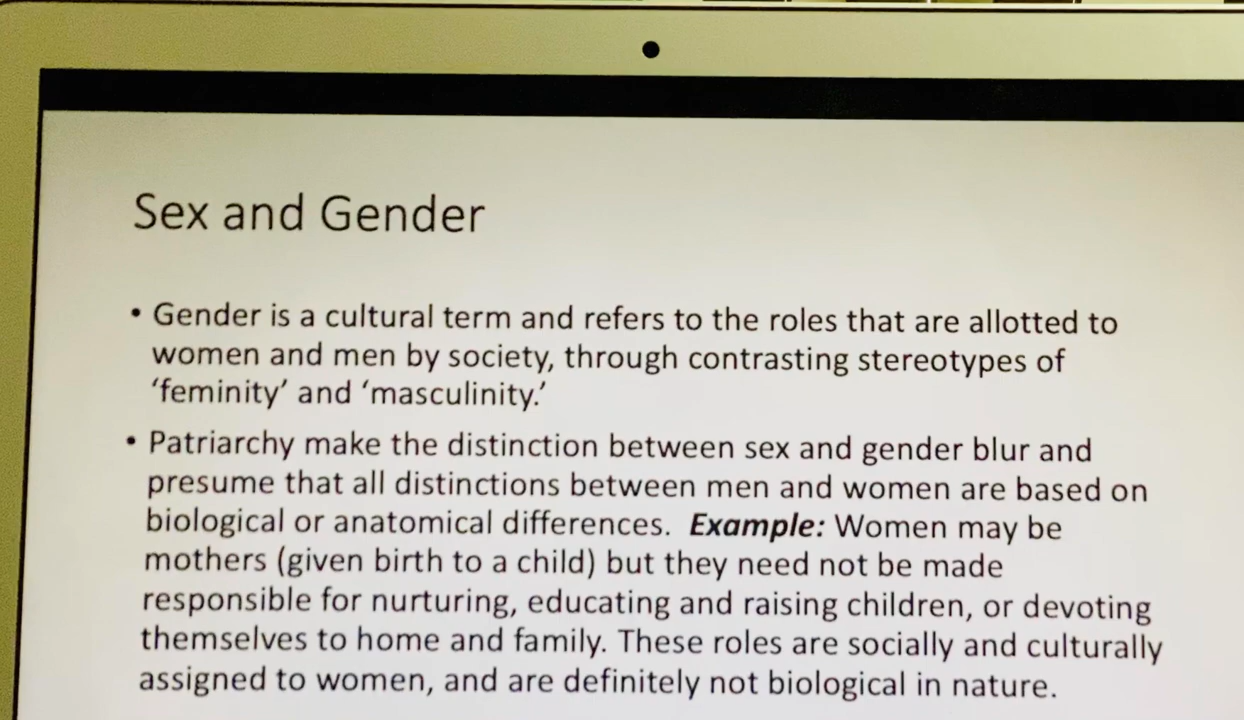 Sex and Gender
• Gender is a cultural term and refers to the roles that are allotted to
women and men by society, through contrasting stereotypes of
‘feminity’ and ‘masculinity.’
• Patriarchy make the distinction between sex and gender blur and
presume that all distinctions between men and women are based on
biological or anatomical differences. Example: Women may be
mothers (given birth to a child) but they need not be made
responsible for nurturing, educating and raising children, or devoting
themselves to home and family. These roles are socially and culturally
assigned to women, and are definitely not biological in nature.